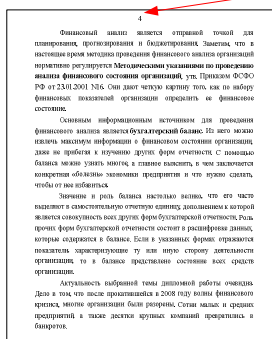 4
Финансовый анализ является отправной точкой для
планирования, прогнозирования и бюджетирования. Заметим, что в
настоящее время методика проведения финансового анализа организаций
нормативно регулируется Методическими указаниями по проведению
анализа финансового состояния организаций, утв. Приказом ФСФО
РФ от 23.01.2001 N16. Они дают четкую картину того, как по набору
финансовых показателей организации определить ее финансовое
состояние.
Основным информационным источником для проведения
финансового анализа является бухгалтерский баланс. Из него можно
извлечь максимум информации о финансовом состоянии организации,
даже не прибегая к изучению других форм отчетности. С помощью
баланса можно узнать многое, а главное выяснить, в чем заключается
конкретная «болезнь» экономики предприятия и что нужно сделать,
чтобы от нее избавиться.
Значение и роль баланса настолько велико, что его часто
выделяют в самостоятельную отчетную единицу, дополнением к которой
является совокупность всех других форм бухгалтерской отчетности. Роль
прочих форм бухгалтерской отчетности состоит в расшифровке данных,
которые содержатся в балансе. Если в указанных формах отражаются
показатель характеризующие ту или иную сторону деятельности
организации, то в балансе представлено состояние всех средств
организации.
Актуальность выбранной темы дипломной работы очевидна.
Дело в том, что после прокатившейся в 2008 году волны финансового
кризиса, многие организации были разорены. Сотни малых и средних
предприятий, а также десятки крупных компаний превратились в
банкротов.